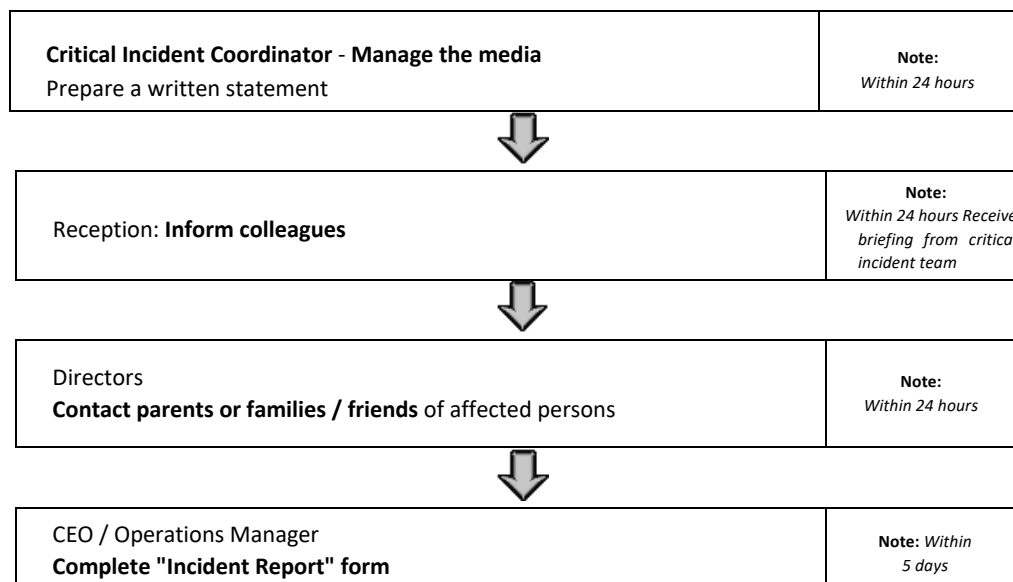 Critical Incident Coordinator - Manage the media
Prepare a written statement
Note:
Within 24 hours
Reception: Inform colleagues
Note:
Within 24 hours Receive
briefing from critica
incident team
Directors
Contact parents or families / friends of affected persons
Note:
Within 24 hours
CEO / Operations Manager
Complete "Incident Report" form
Note: Within
5 days